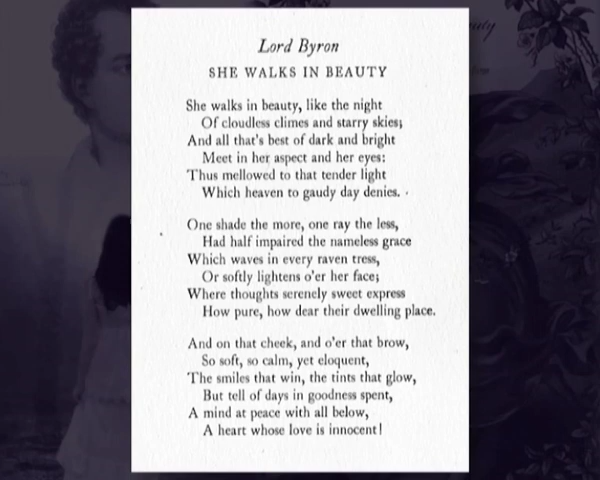 Lord Byron
SHE WALKS IN BEAUTY
She walks in beauty, like the night
Of cloudless climes and starry skies;
And all that's best of dark and bright
Meet in her aspect and her eyes:
Thus mellowed to that tender light
Which heaven to gaudy day denies.
One shade the more, one ray the less,
Had half impaired the nameless grace
Which waves in every raven tress,
Or softly lightens o'er her face;
Where thoughts serenely sweet express
How pure, how dear their dwelling place.
And on that cheek, and o'er that brow,
So soft, so calm, yet eloquent,
The smiles that win, the tints that glow,
But tell of days in goodness spent,
A mind at peace with all below,
A heart whose love is innocent!